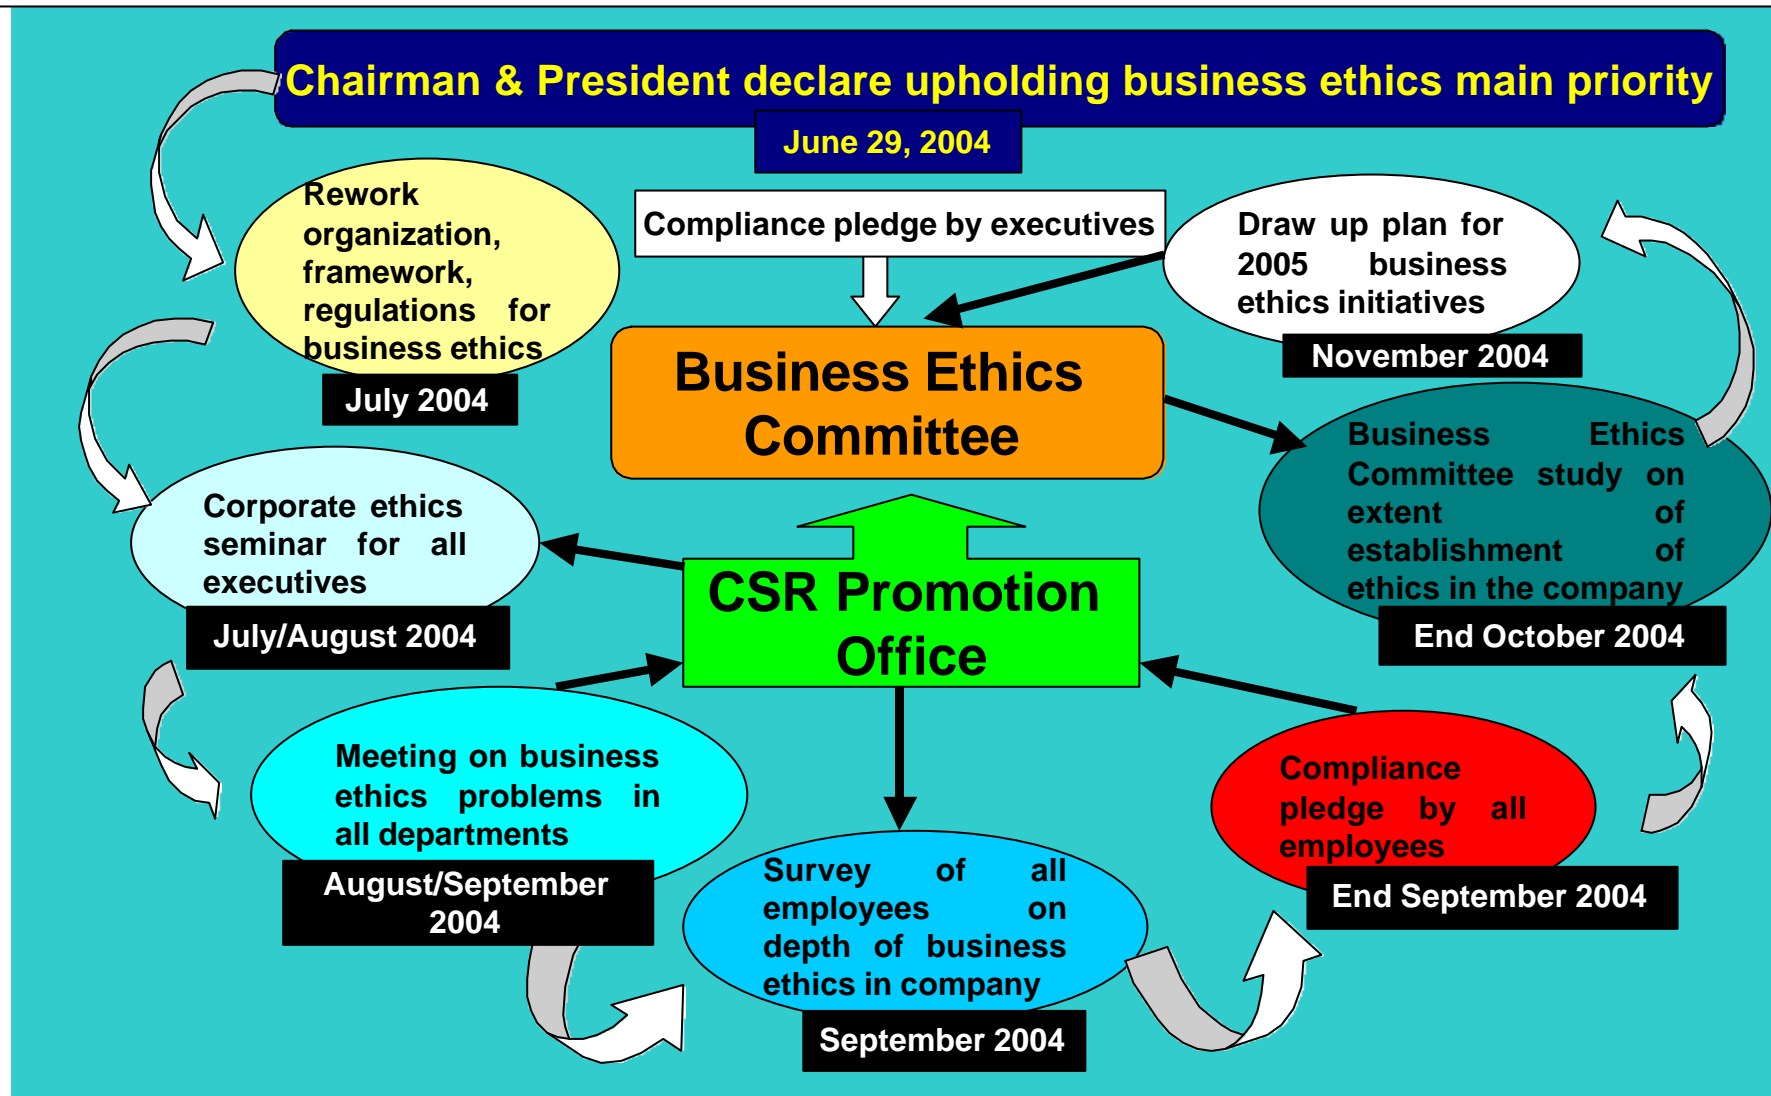 Chairman & President declare upholding business ethics main priority
June 29, 2004
Rework
organization,
framework,
regulations for
business ethics
July 2004
Compliance pledge by executives
Draw up plan for
2005 business
ethics initiatives
November 2004
Business Ethics
Committee
Business Ethics
Committee study on
extent of
establishment of
ethics in the company
End October 2004
Corporate ethics
seminar for all
executives
July/August 2004
CSR Promotion
Office
Meeting on business
ethics problems in
all departments
August/September
2004
Survey of all
employees on
depth of business
ethics in company
September 2004
Compliance
pledge by all
employees
End September 2004